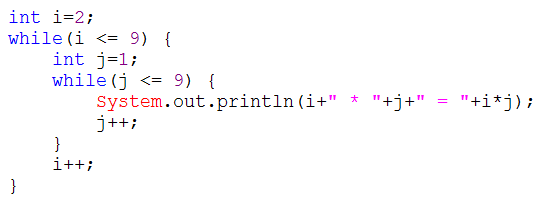 int i=2;
while(i <= 9) {
    int j=1;
    while(j <= 9) {
        System.out.println(i+" * "+j+" = "+i*j);
        j++;
    }
    i++;
}